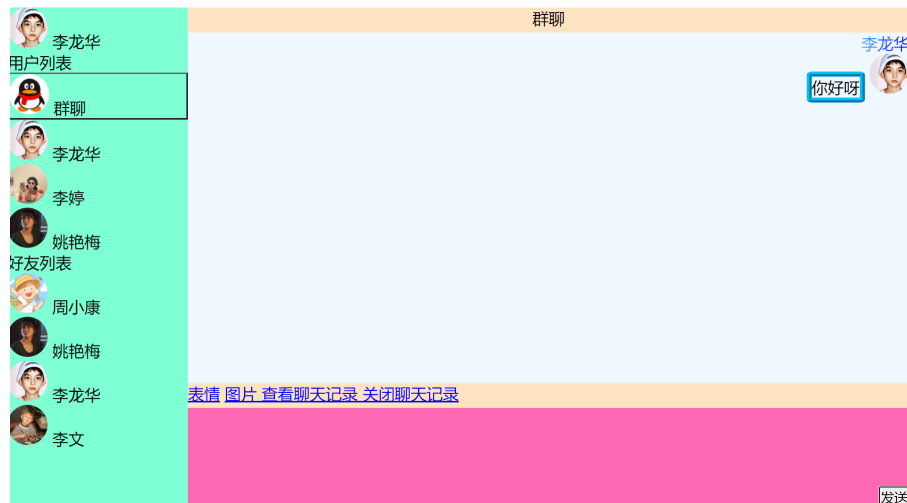 李龙华
用户列表
群聊
李龙华
李婷
姚艳梅
好友列表
周小康
姚艳梅
李龙华
李文
群聊
李龙华
你好呀
表情 图片 查看聊天记录 关闭聊天记录
发送